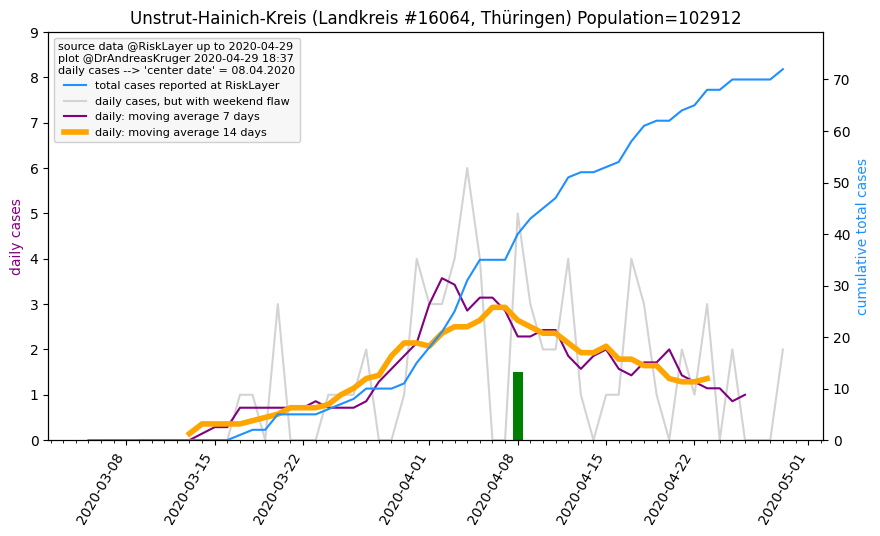 Unstrut-Hainich-Kreis (Landkreis #16064, Thüringen) Population=102912
source data @RiskLayer up to 2020-04-29
plot @DrAndreasKruger 2020-04-29 18:37
daily cases --> 'center date' = 08.04.2020
total cases reported at RiskLayer
daily cases, but with weekend flaw
daily: moving average 7 days
daily: moving average 14 days
daily cases
9
8
7
6
5
4
3
2
1
0
70
60
50
40
30
20
10
0
cumulative total cases
2020-03-08
2020-03-15
2020-03-22
2020-04-01
2020-04-08
2020-04-15
2020-04-22
2020-05-01